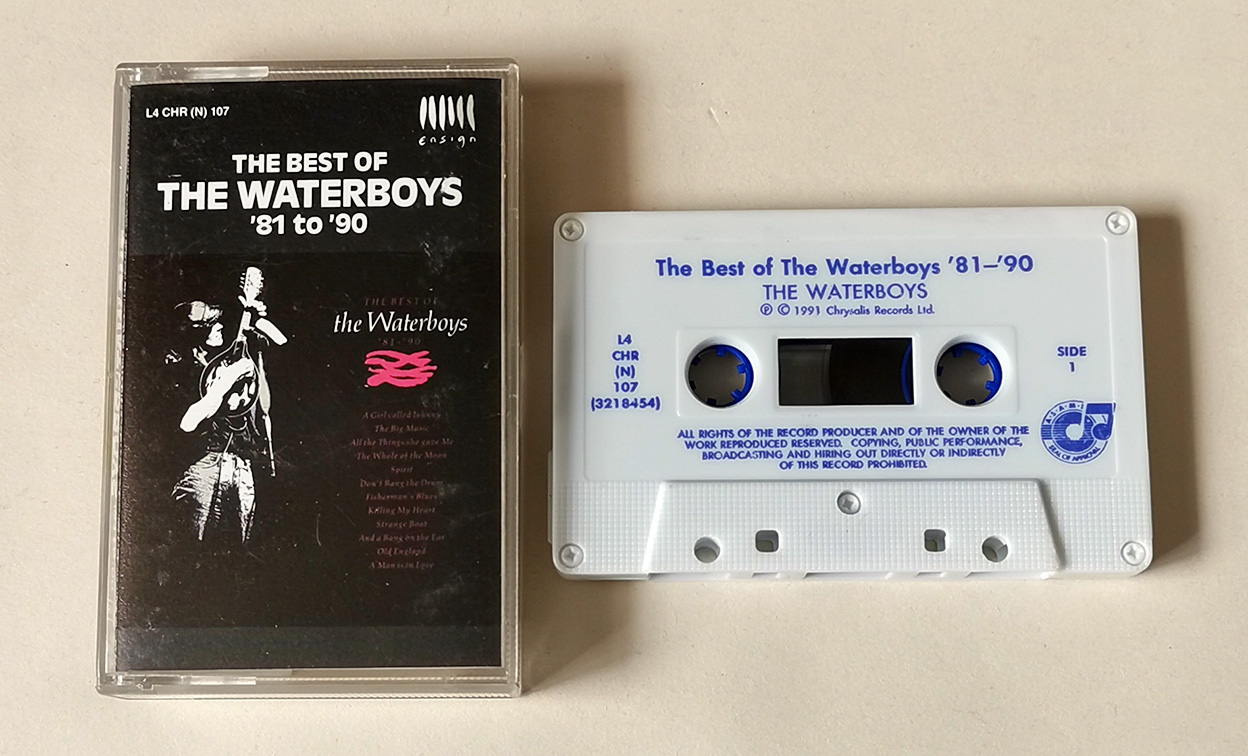 L4 CHR (N) 107
ensign
THE BEST OF
THE WATERBOYS
'81 to '90
THE BEST OF
the Waterboys
'81-'90
A Girl called Johnny
The Big Music
All the Things she gave Me
The Whole of the Moon
Spirit
Don't Bang the Drum
Fisherman's Blues
Killing My Heart
Strange Boat
And a Bang on the Ear
Old England
A Man is in Love
The Best of The Waterboys '81–'90
THE WATERBOYS
℗ © 1991 Chrysalis Records Ltd.
L4
CHR
(N)
107
(3218454)
SIDE
1
ALL RIGHTS OF THE RECORD PRODUCER AND OF THE OWNER OF THE
WORK REPRODUCED RESERVED. COPYING, PUBLIC PERFORMANCE,
BROADCASTING AND HIRING OUT DIRECTLY OR INDIRECTLY
OF THIS RECORD PROHIBITED.
SEAL OF APPROVAL